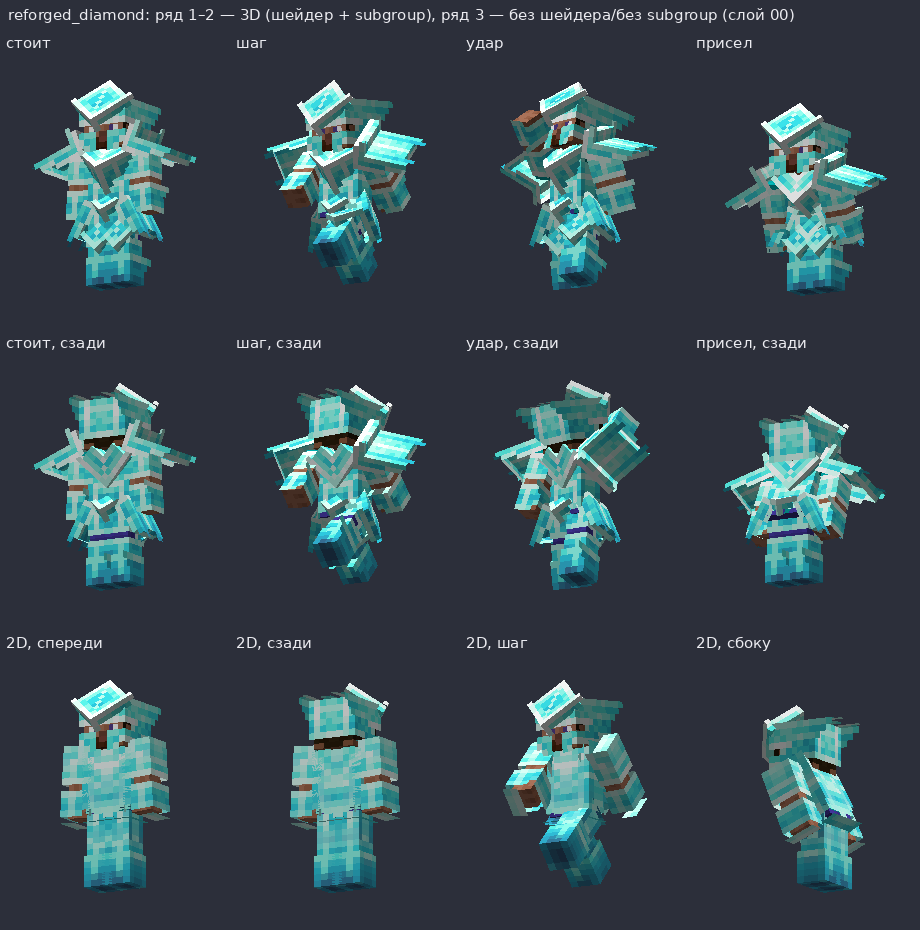 reforged_diamond: ряд 1–2 — 3D (шейдер + subgroup), ряд 3 — без шейдера/без subgroup (слой 00)
стоит шаг удар присел
стоит, сзади шаг, сзади удар, сзади присел, сзади
2D, спереди 2D, сзади 2D, шаг 2D, сбоку